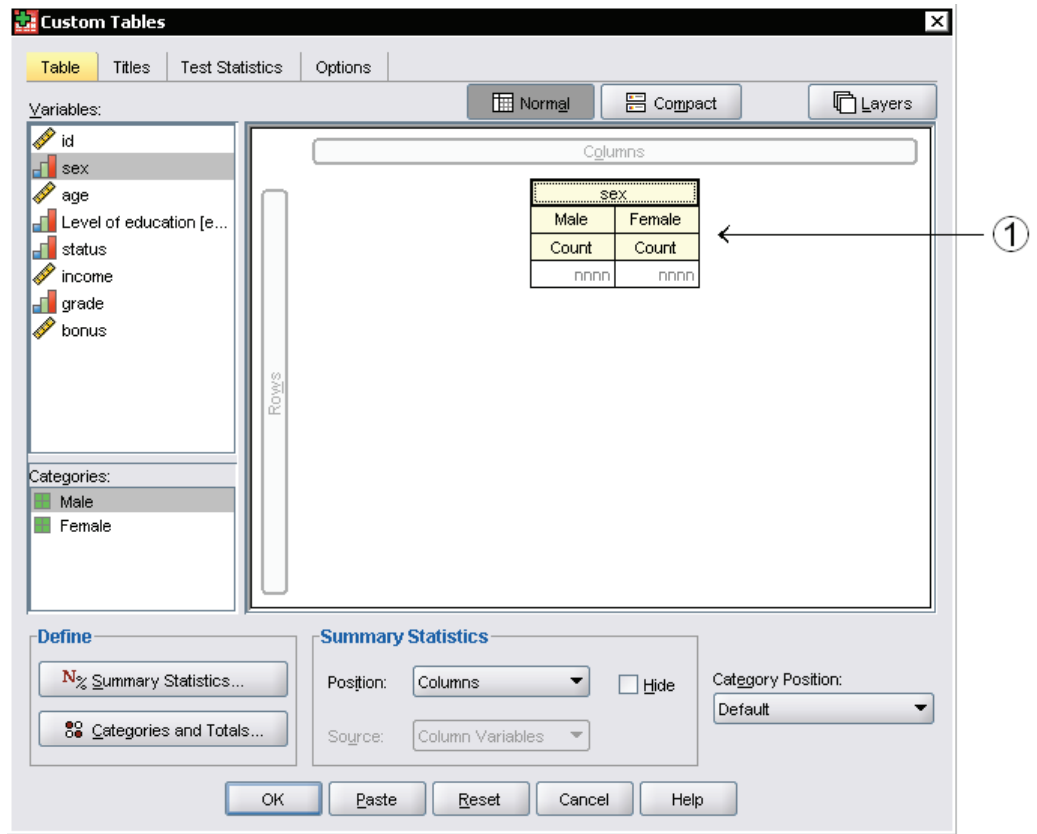 Custom Tables
Table Titles Test Statistics Options
Variables:
Normal Compact Layers
id
sex
age
Level of education [e...
status
income
grade
bonus
Columns
Rows
sex
Male Female
Count Count
nnnn nnnn
1
Categories:
Male
Female
Define
N% Summary Statistics...
Categories and Totals...
Summary Statistics
Position: Columns Hide
Source: Column Variables
Category Position:
Default
OK Paste Reset Cancel Help